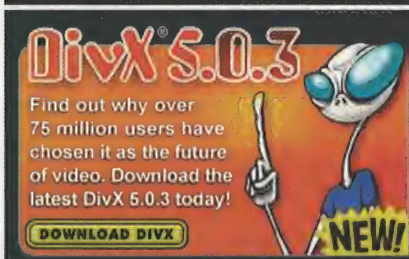 DivX® 5.0.3
Find out why over
75 million users have
chosen it as the future
of video. Download the
latest DivX 5.0.3 today!
DOWNLOAD DIVX
NEW!